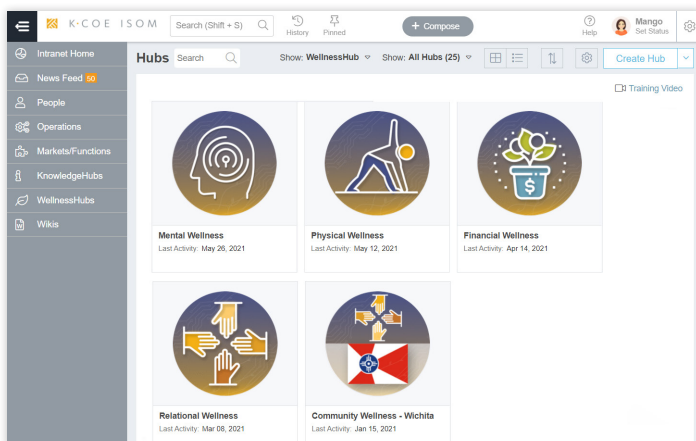 K·COE ISOM
Search (Shift + S)
History
Pinned
+ Compose
?
Help
Mango
Set Status
Intranet Home
News Feed 50
People
Operations
Markets/Functions
KnowledgeHubs
WellnessHubs
W Wikis
Hubs
Search
Show: WellnessHub
Show: All Hubs (25)
Create Hub
Training Video
Mental Wellness
Last Activity: May 26, 2021
Physical Wellness
Last Activity: May 12, 2021
$
Financial Wellness
Last Activity: Apr 14, 2021
Relational Wellness
Last Activity: Mar 08, 2021
Community Wellness - Wichita
Last Activity: Jan 15, 2021